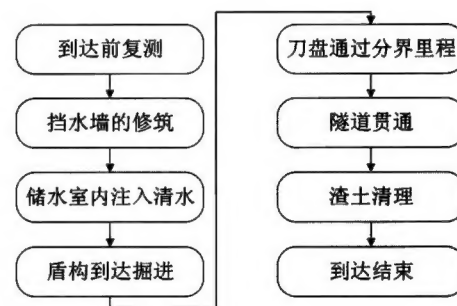 到达前复测
挡水墙的修筑
储水室内注入清水
盾构到达掘进
刀盘通过分界里程
隧道贯通
渣土清理
到达结束